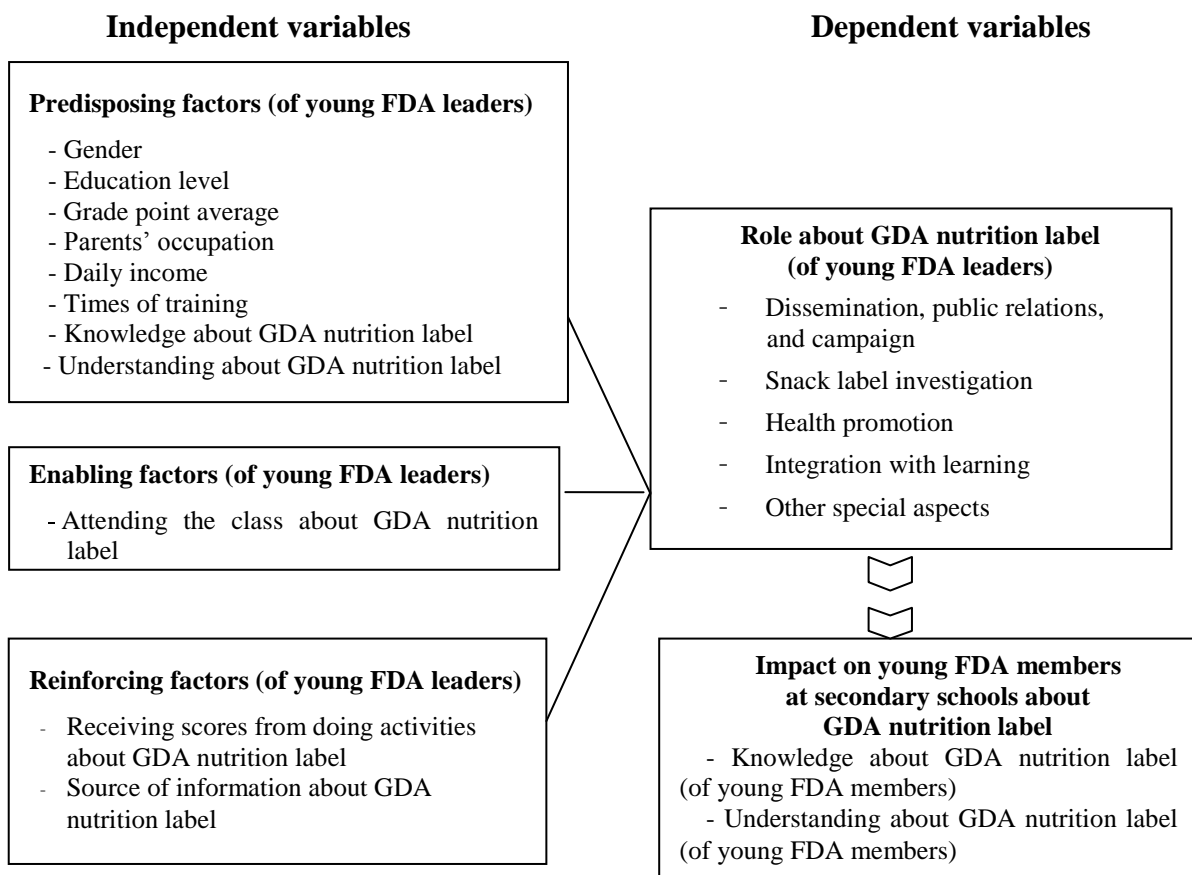 Independent variables
Dependent variables
Predisposing factors (of young FDA leaders)
- Gender
- Education level
- Grade point average
- Parents' occupation
- Daily income
- Times of training
- Knowledge about GDA nutrition label
- Understanding about GDA nutrition label
Enabling factors (of young FDA leaders)
- Attending the class about GDA nutrition
label
Reinforcing factors (of young FDA leaders)
- Receiving scores from doing activities
about GDA nutrition label
- Source of information about GDA
nutrition label
Role about GDA nutrition label
(of young FDA leaders)
- Dissemination, public relations,
and campaign
- Snack label investigation
- Health promotion
- Integration with learning
- Other special aspects
Impact on young FDA members
at secondary schools about
GDA nutrition label
- Knowledge about GDA nutrition label
(of young FDA members)
- Understanding about GDA nutrition label
(of young FDA members)